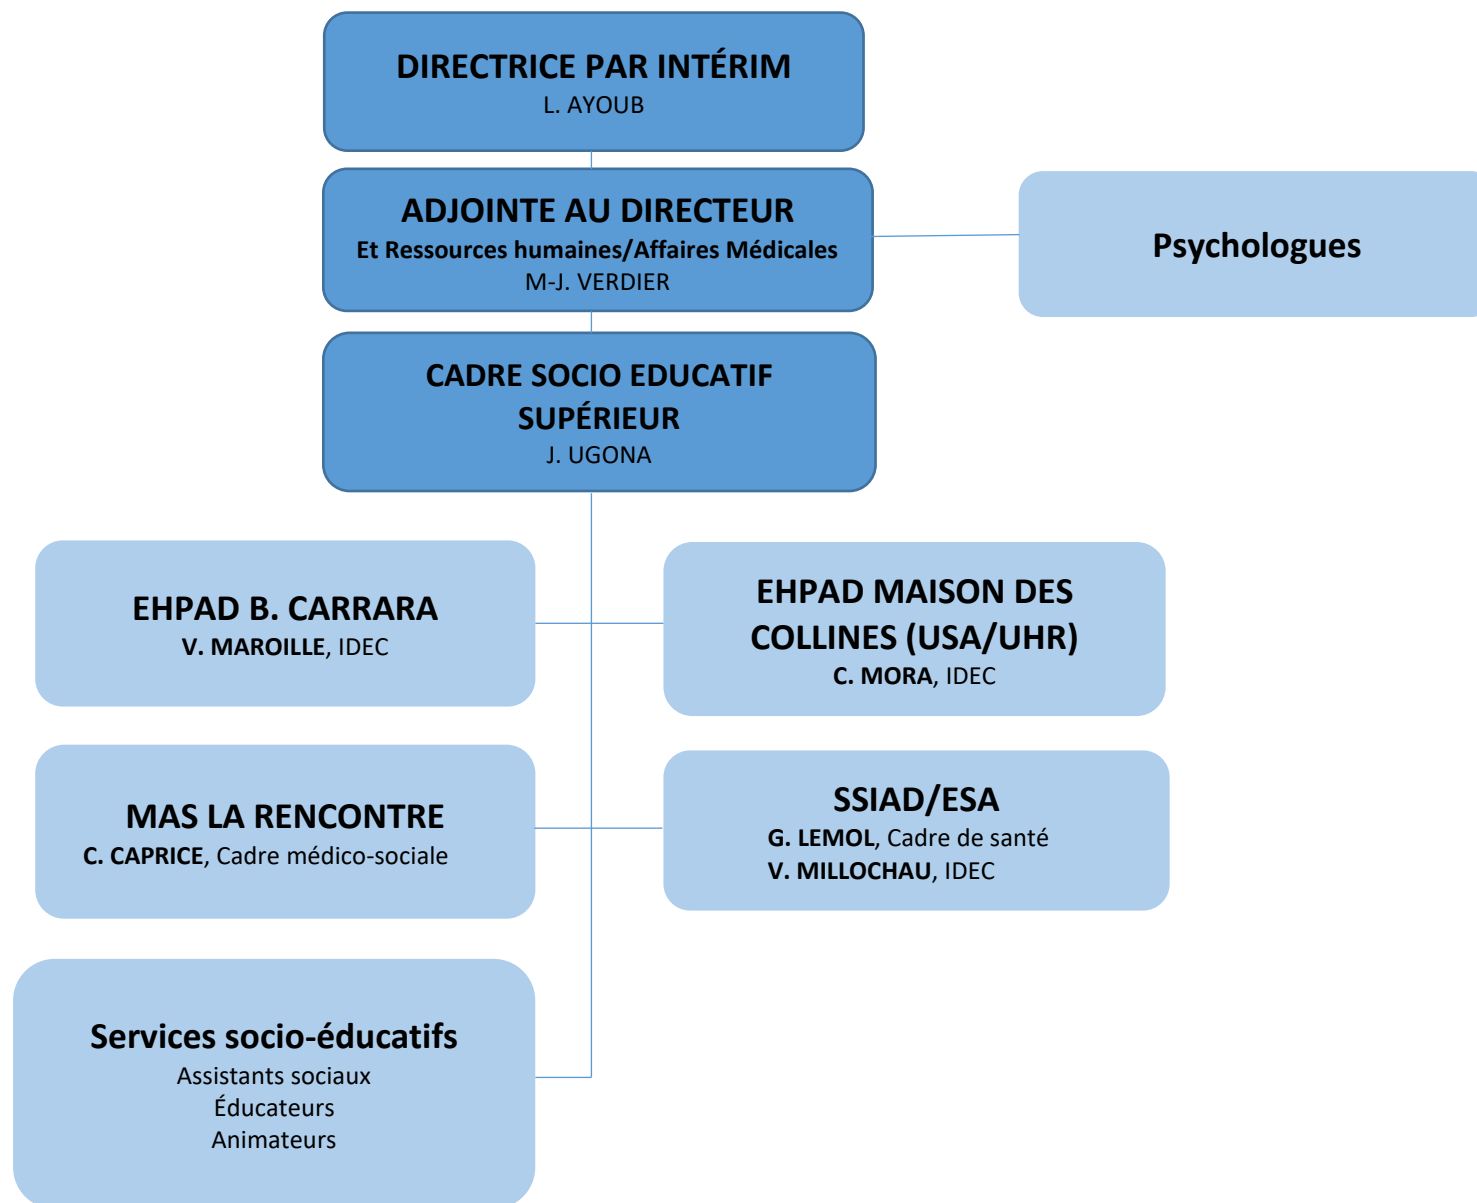 DIRECTRICE PAR INTÉRIM
L. AYOUB
ADJOINTE AU DIRECTEUR
Et Ressources humaines/Affaires Médicales
M-J. VERDIER
Psychologues
CADRE SOCIO EDUCATIF
SUPÉRIEUR
J. UGONA
EHPAD B. CARRARA
V. MAROILLE, IDEC
EHPAD MAISON DES
COLLINES (USA/UHR)
C. MORA, IDEC
MAS LA RENCONTRE
C. CAPRICE, Cadre médico-sociale
SSIAD/ESA
G. LEMOL, Cadre de santé
V. MILLOCHAU, IDEC
Services socio-éducatifs
Assistants sociaux
Éducateurs
Animateurs